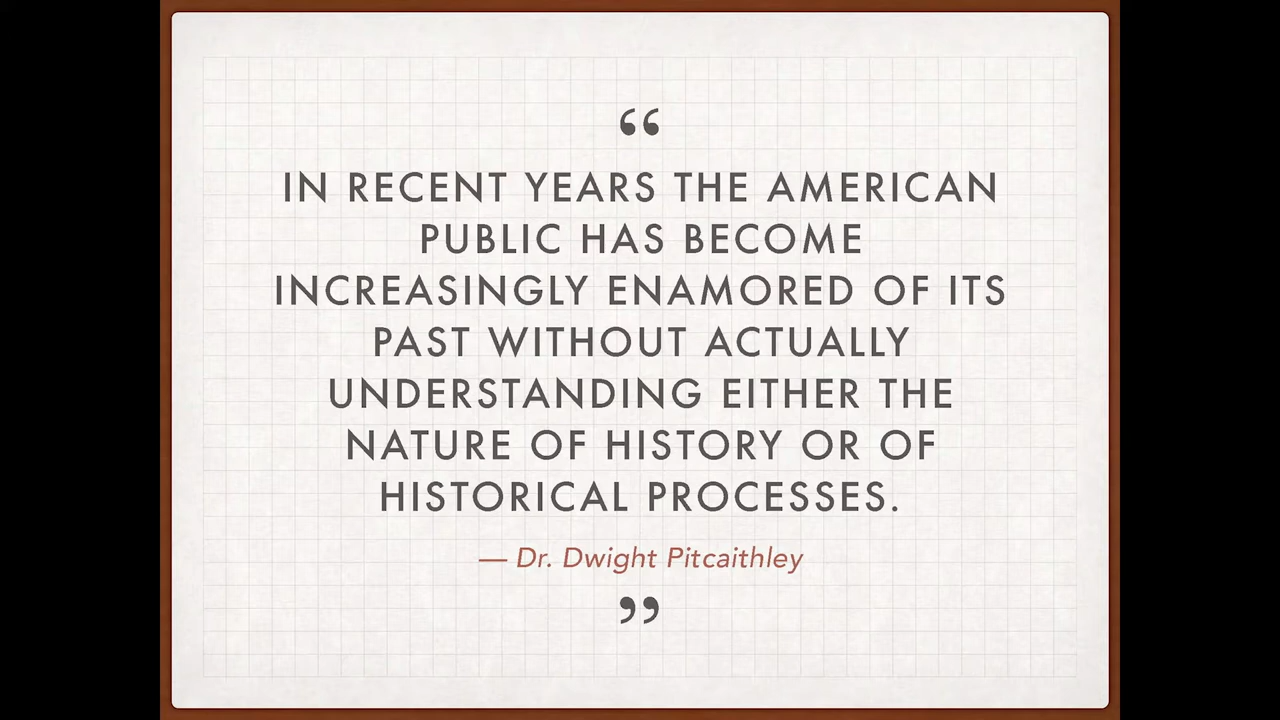 “
IN RECENT YEARS THE AMERICAN
PUBLIC HAS BECOME
INCREASINGLY ENAMORED OF ITS
PAST WITHOUT ACTUALLY
UNDERSTANDING EITHER THE
NATURE OF HISTORY OR OF
HISTORICAL PROCESSES.
— Dr. Dwight Pitcaithley
”